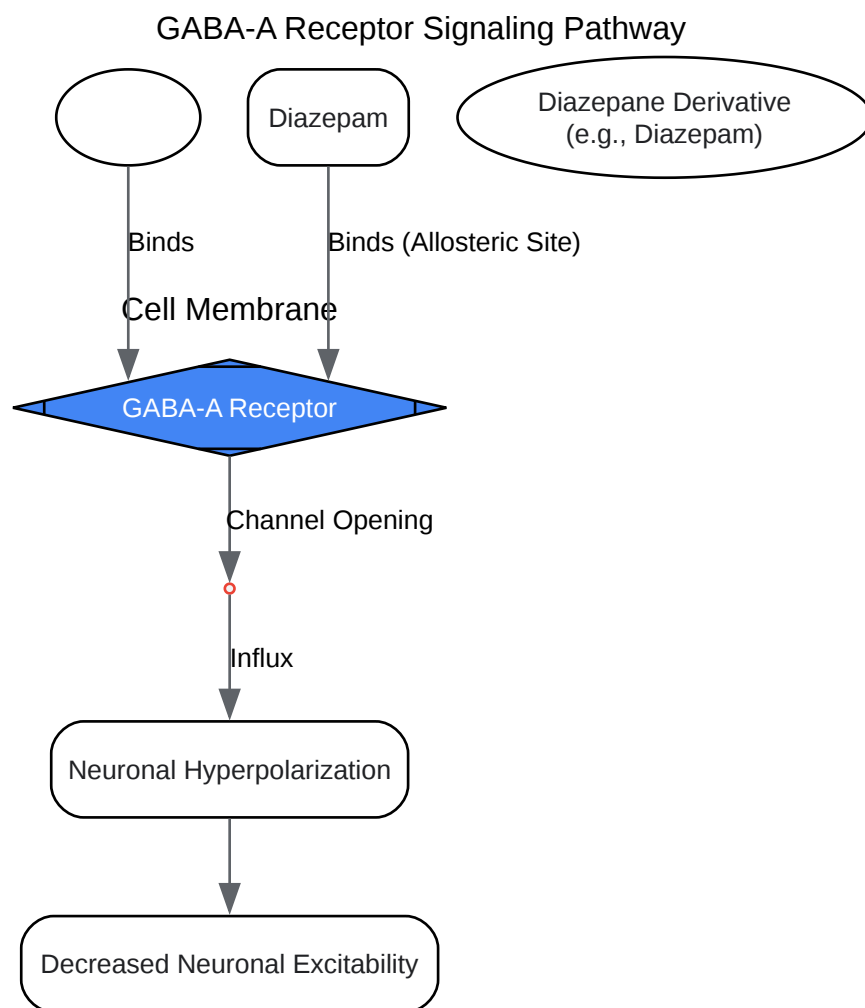 GABA-A Receptor Signaling Pathway
Diazepam
Diazepane Derivative
(e.g., Diazepam)
Binds
Binds (Allosteric Site)
Cell Membrane
GABA-A Receptor
Channel Opening
Influx
Neuronal Hyperpolarization
Decreased Neuronal Excitability